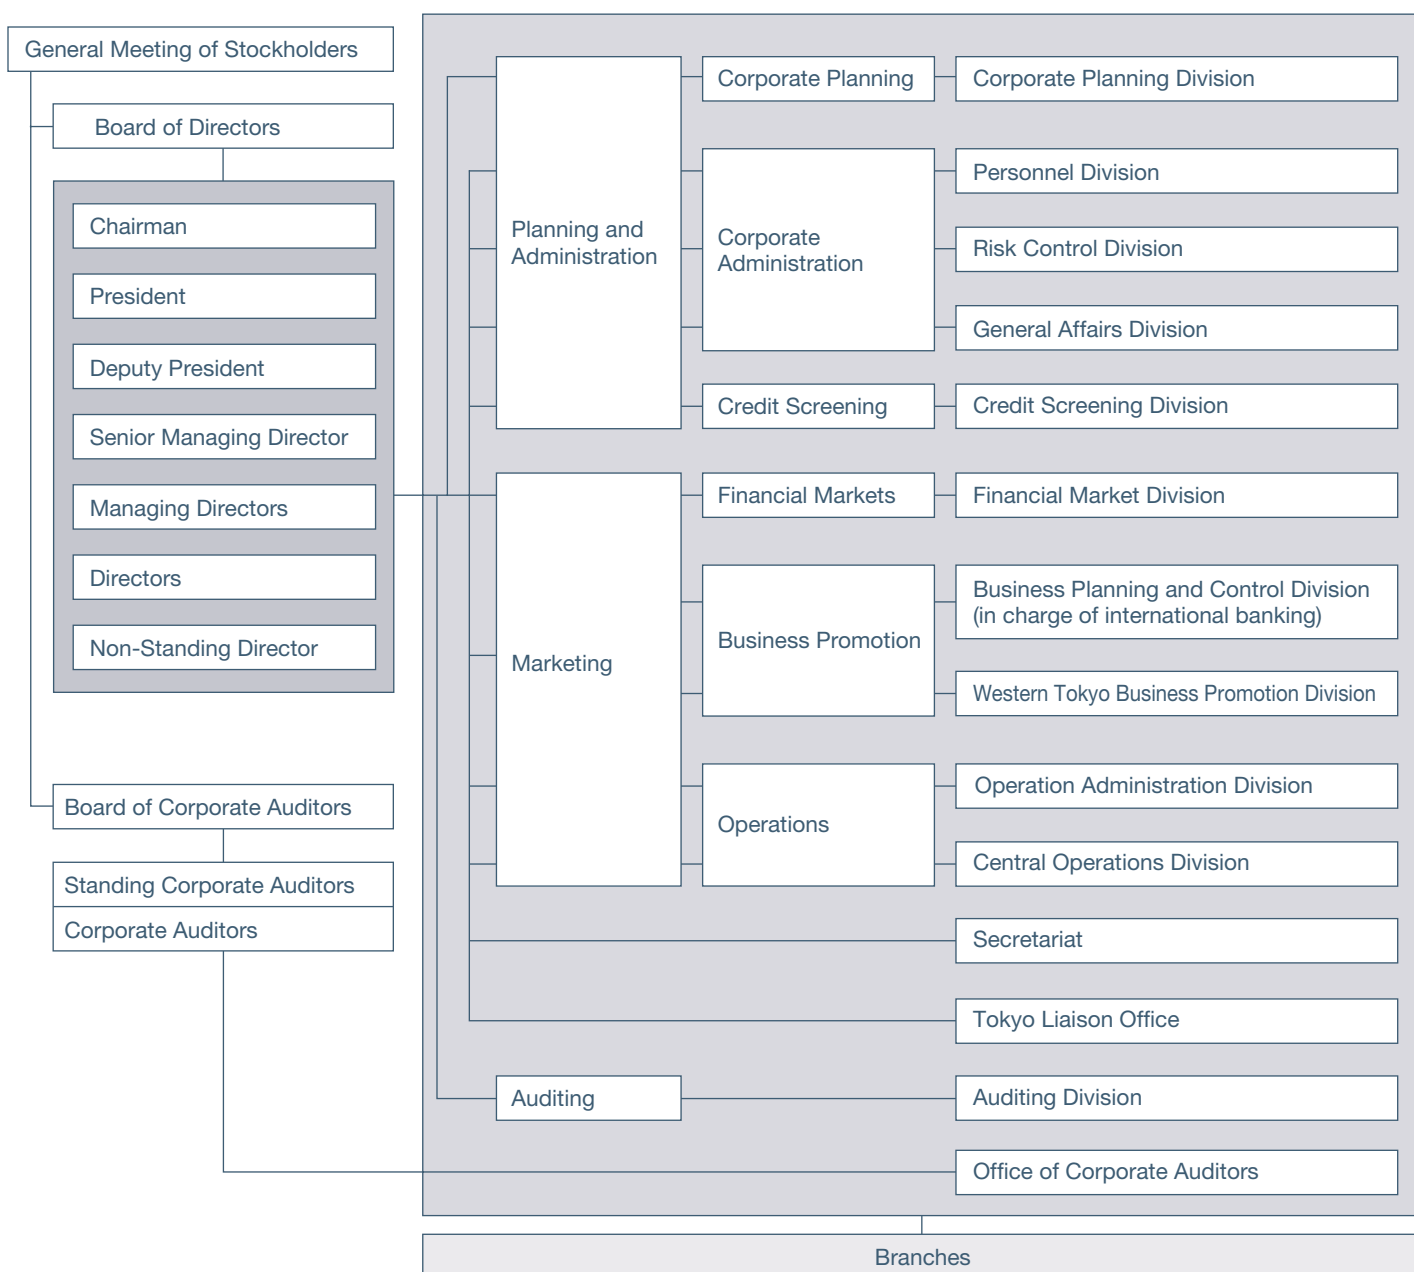 General Meeting of Stockholders
Board of Directors
Chairman
President
Deputy President
Senior Managing Director
Managing Directors
Directors
Non-Standing Director
Board of Corporate Auditors
Standing Corporate Auditors
Corporate Auditors
Planning and
Administration
Corporate Planning
Corporate Planning Division
Corporate
Administration
Personnel Division
Risk Control Division
General Affairs Division
Credit Screening
Credit Screening Division
Marketing
Financial Markets
Financial Market Division
Business Promotion
Business Planning and Control Division
(in charge of international banking)
Western Tokyo Business Promotion Division
Operations
Operation Administration Division
Central Operations Division
Secretariat
Tokyo Liaison Office
Auditing
Auditing Division
Office of Corporate Auditors
Branches